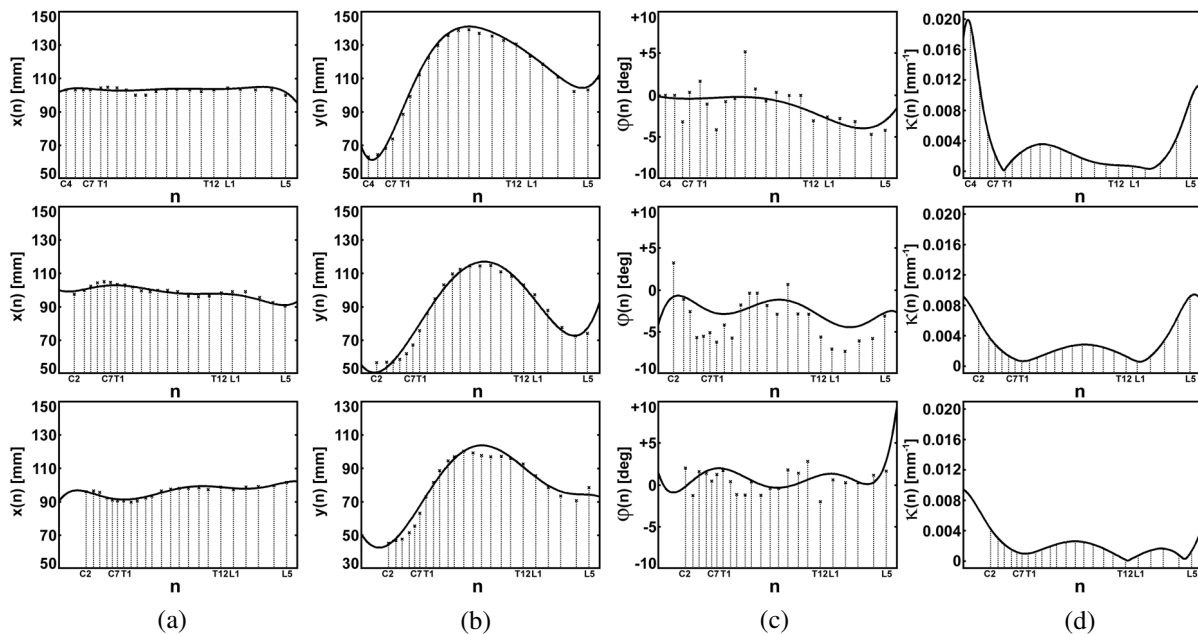 150
130
110
90
70
50
x(n) [mm]
C4 C7 T1 T12 L1 L5
n
150
130
110
90
70
50
y(n) [mm]
C4 C7 T1 T12 L1 L5
n
+10
+5
0
-5
-10
φ(n) [deg]
C4 C7 T1 T12 L1 L5
n
0.020
0.016
0.012
0.008
0.004
0
κ(n) [mm-1]
C4 C7 T1 T12 L1 L5
n
150
130
110
90
70
50
x(n) [mm]
C2 C7T1 T12 L1 L5
n
150
130
110
90
70
50
y(n) [mm]
C2 C7T1 T12 L1 L5
n
+10
+5
0
-5
-10
φ(n) [deg]
C2 C7T1 T12 L1 L5
n
0.020
0.016
0.012
0.008
0.004
0
κ(n) [mm-1]
C2 C7T1 T12 L1 L5
n
150
130
110
90
70
50
x(n) [mm]
C2 C7T1 T12L1 L5
n
130
110
90
70
50
30
y(n) [mm]
C2 C7T1 T12L1 L5
n
+10
+5
0
-5
-10
φ(n) [deg]
C2 C7T1 T12L1 L5
n
0.020
0.016
0.012
0.008
0.004
0
κ(n) [mm-1]
C2 C7T1 T12 L1 L5
n
(a)
(b)
(c)
(d)